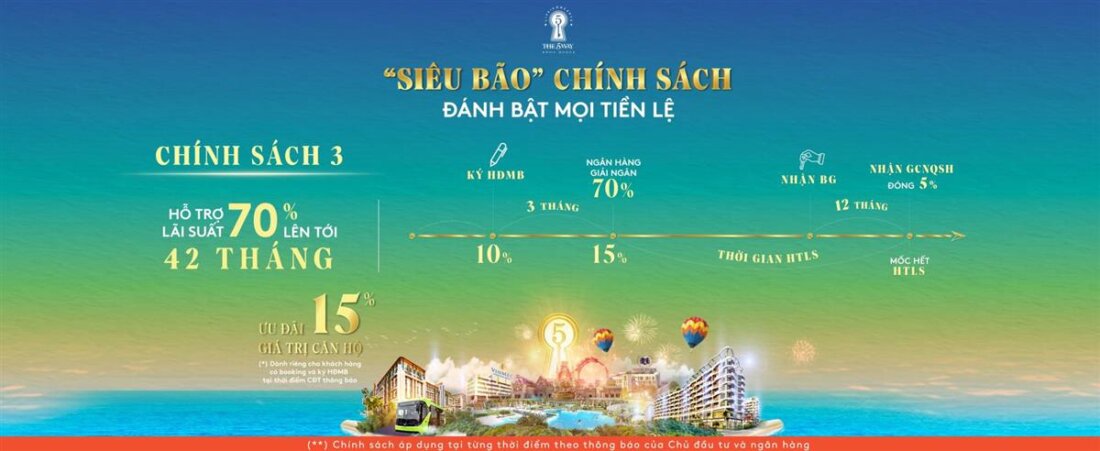 5
THE 5WAY
"SIÊU BÃO" CHÍNH SÁCH
ĐÁNH BẬT MỌI TIỀN LỆ
CHÍNH SÁCH 3
HỖ TRỢ
LÃI SUẤT 70% LÊN TỚI
42 THÁNG
ƯU ĐÃI 15%
GIÁ TRỊ CĂN HỘ
(*) Dành riêng cho khách hàng
có booking và ký HĐMB
tại thời điểm CĐT thông báo
KÝ HĐMB
3 THÁNG
NGÂN HÀNG
GIẢI NGÂN
70%
NHẬN BG
12 THÁNG
NHẬN GCNQSH
ĐÓNG 5%
10%
15%
THỜI GIAN HTLS
MỐC HẾT
HTLS
5
VINMEC
(**) Chính sách áp dụng tại từng thời điểm theo thông báo của Chủ đầu tư và ngân hàng